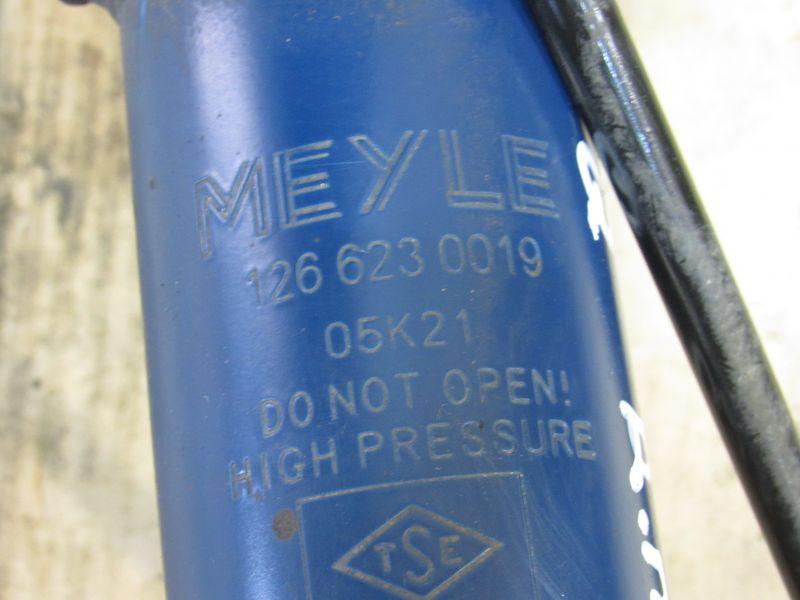 MEYLE
126 623 0019
05K21
DO NOT OPEN!
HIGH PRESSURE
TSE